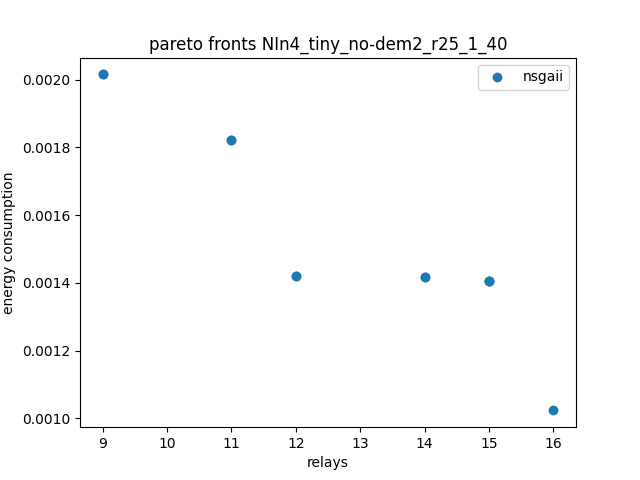 pareto fronts NIn4_tiny_no-dem2_r25_1_40
nsgaii
0.0020
0.0018
0.0016
0.0014
0.0012
0.0010
energy consumption
9 10 11 12 13 14 15 16
relays